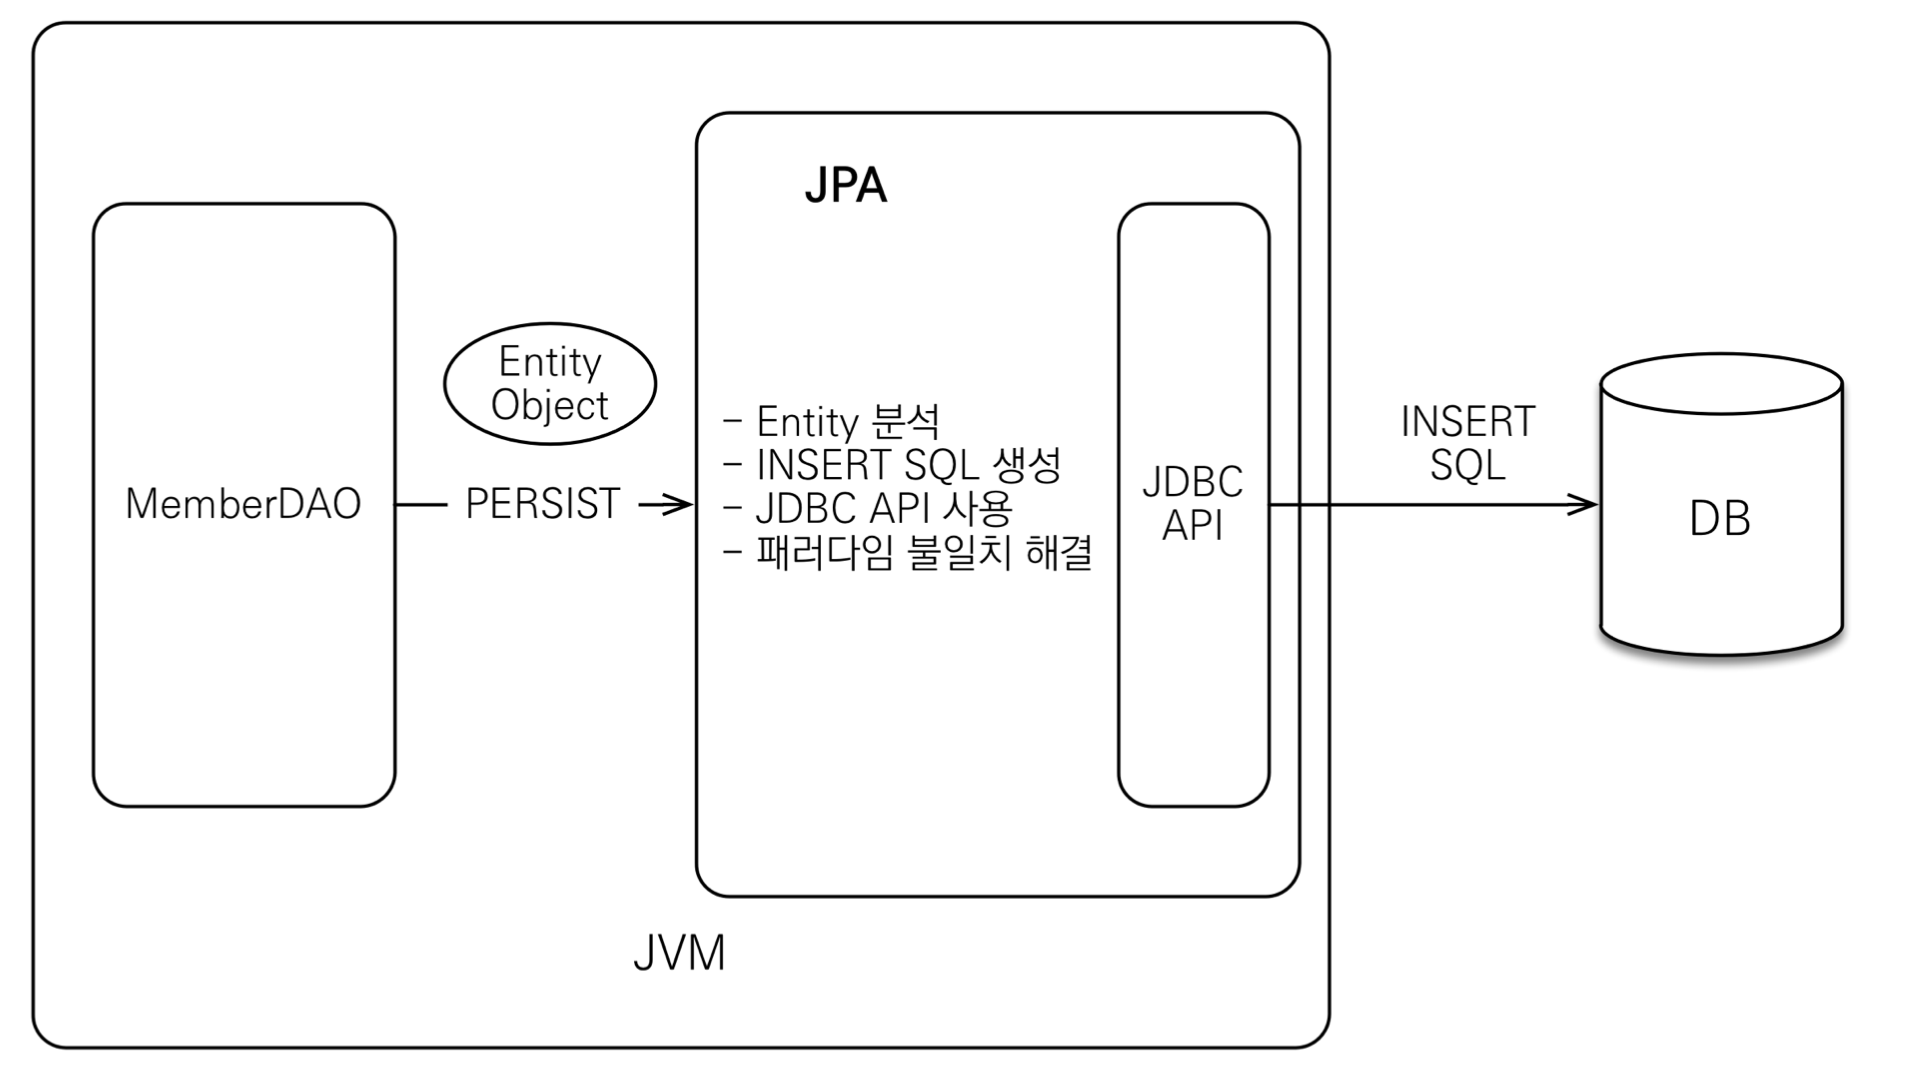 JPA
MemberDAO
Entity
Object
PERSIST
– Entity 분석
– INSERT SQL 생성
– JDBC API 사용
– 패러다임 불일치 해결
JDBC
API
INSERT
SQL
DB
JVM